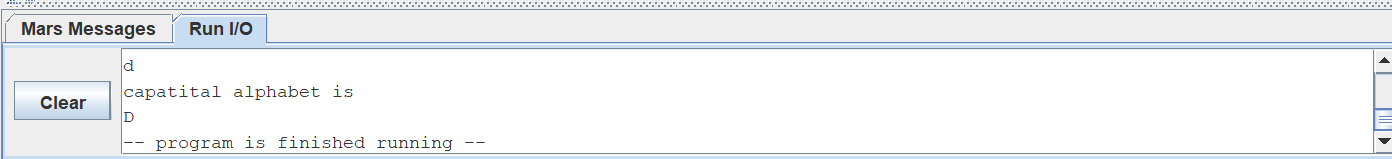 Mars Messages Run I/O
d
capatital alphabet is
Clear
D
-- program is finished running --